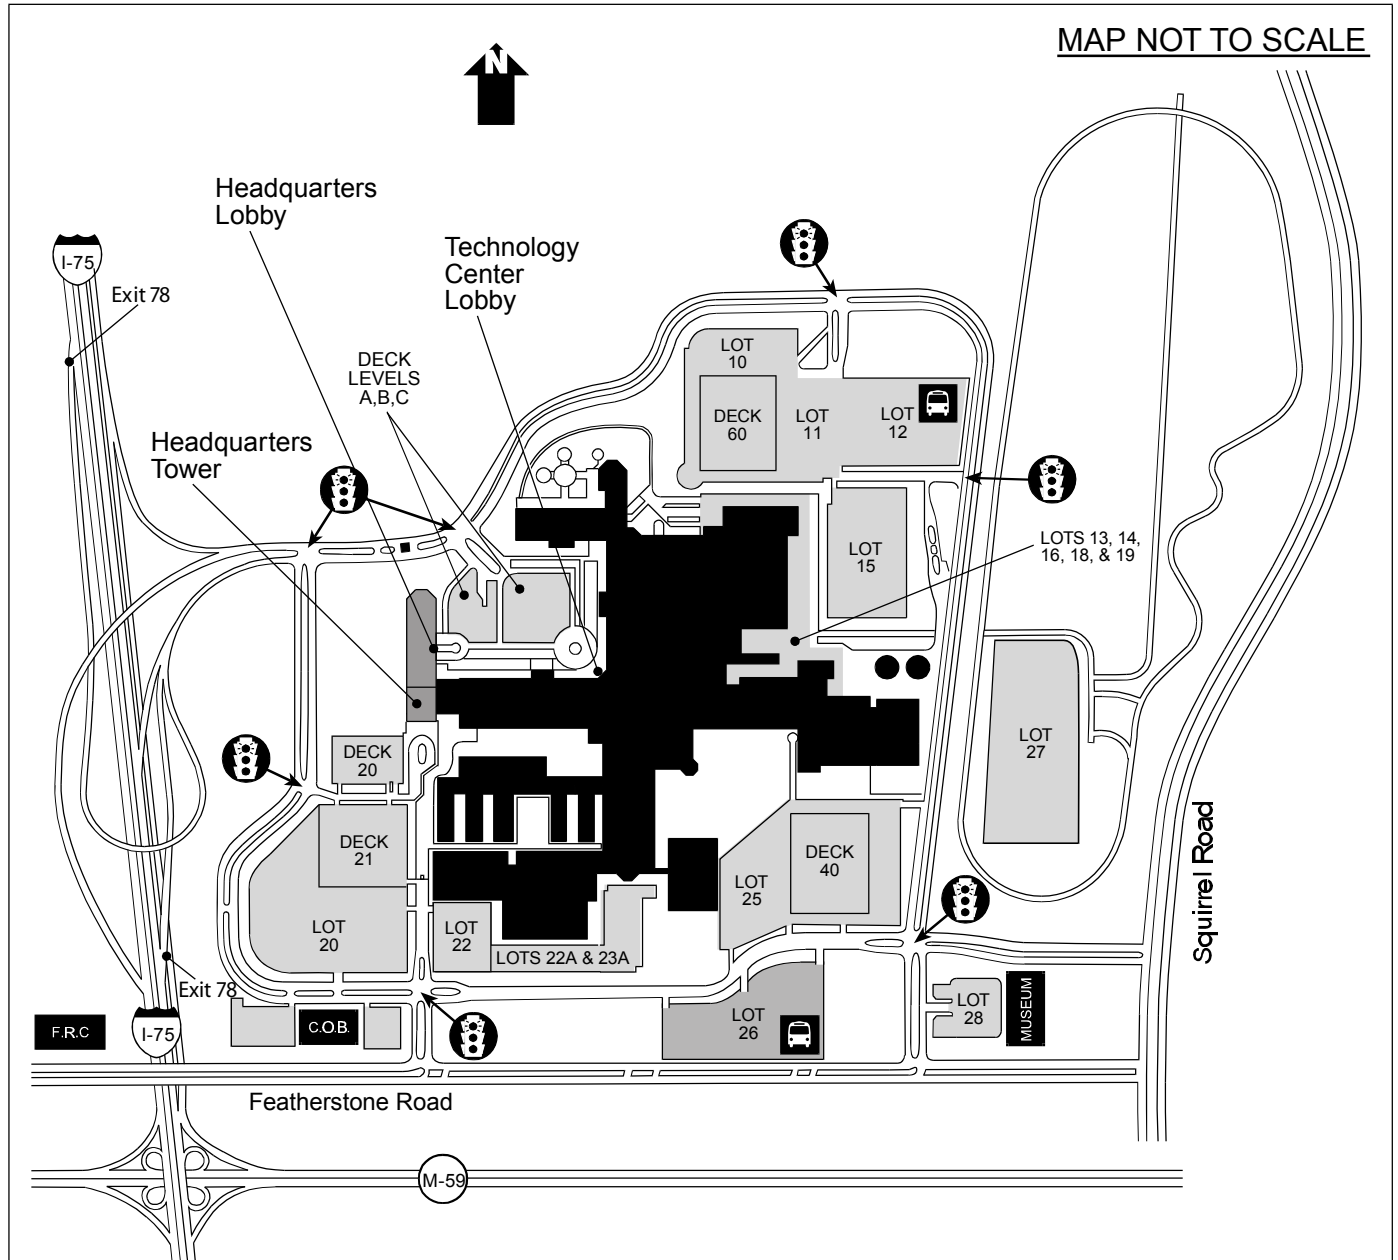 MAP NOT TO SCALE
N
Headquarters
Lobby
Technology
Center
Lobby
I-75
Exit 78
DECK
LEVELS
A,B,C
Headquarters
Tower
LOT
10
DECK
60
LOT
11
LOT
12
LOT
15
LOTS 13, 14,
16, 18, & 19
LOT
27
DECK
20
DECK
21
LOT
20
LOT
22
LOTS 22A & 23A
LOT
25
DECK
40
LOT
26
LOT
28
MUSEUM
Squirrel Road
Exit 78
I-75
F.R.C
C.O.B.
Featherstone Road
M-59